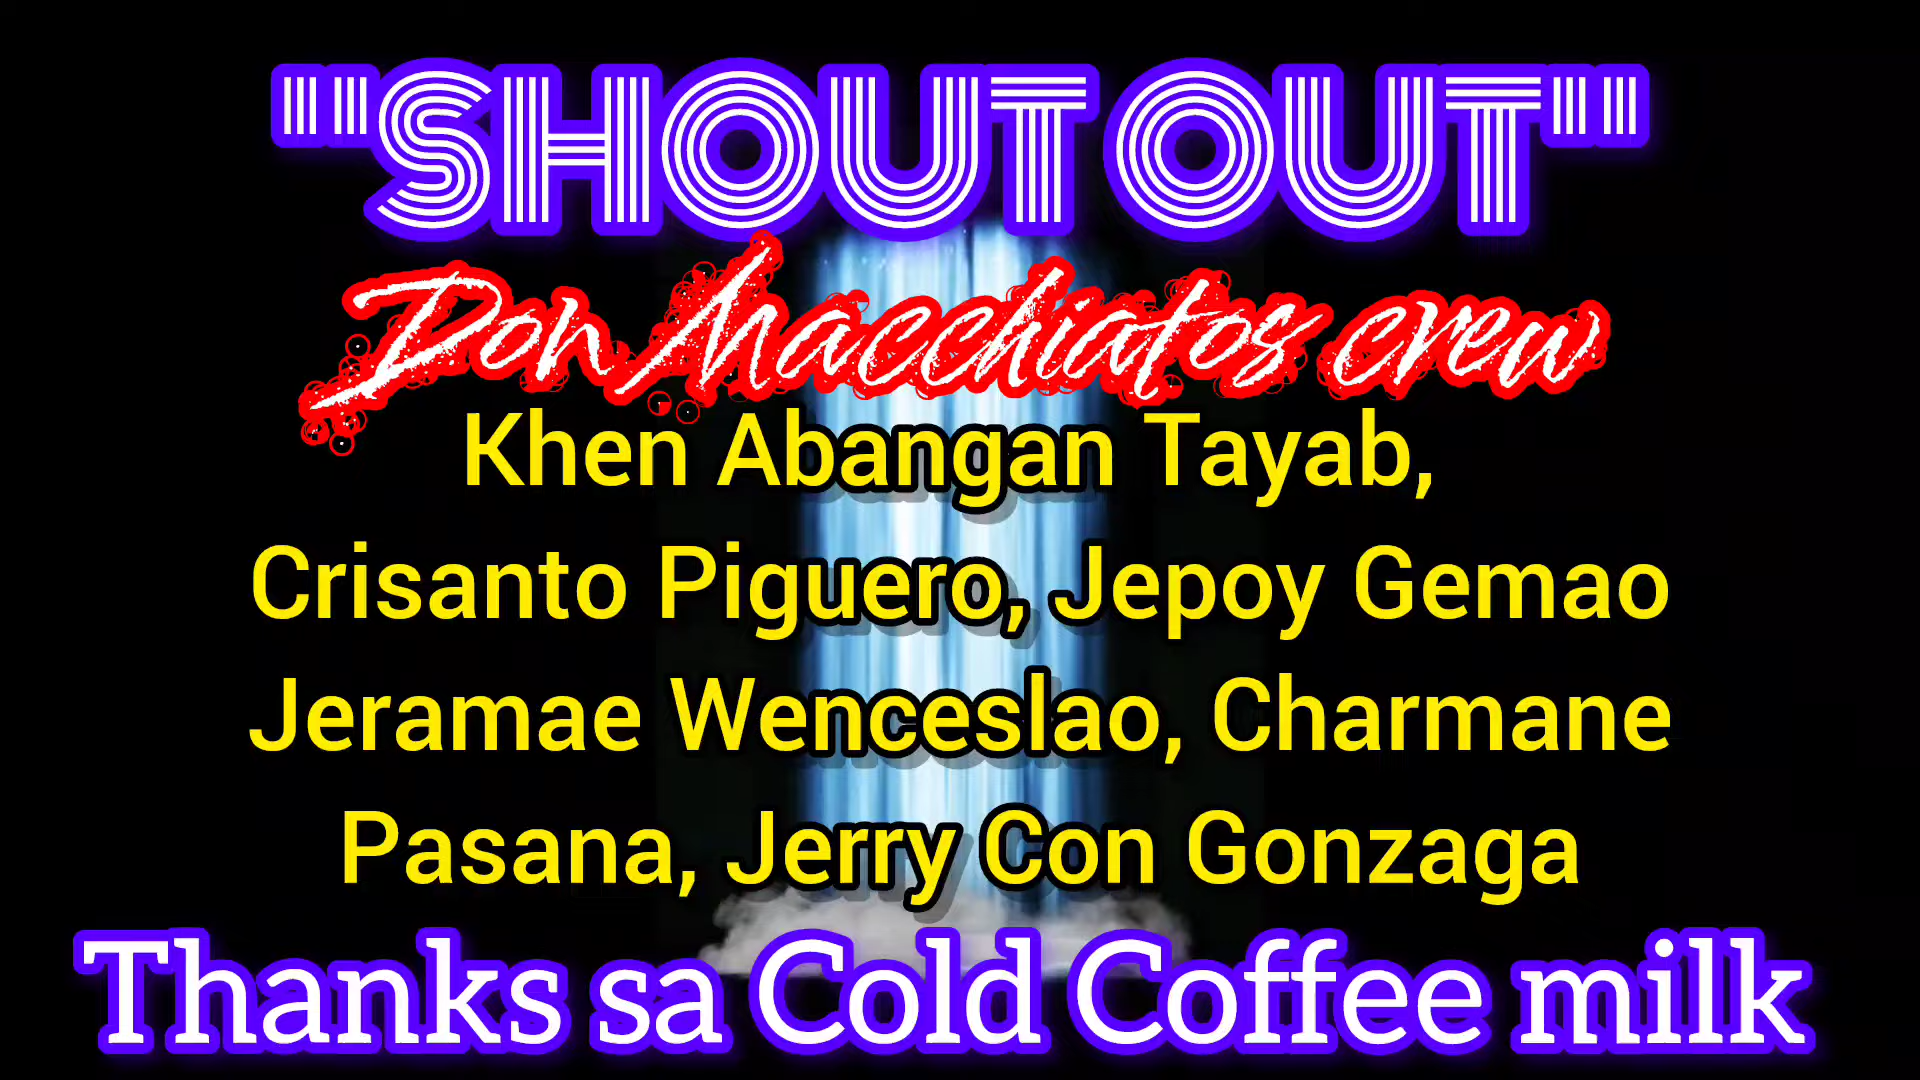 "SHOUT OUT"
Don Macchiatos crew
Khen Abangan Tayab,
Crisanto Piguero, Jepoy Gemao
Jeramae Wenceslao, Charmane
Pasana, Jerry Con Gonzaga
Thanks sa Cold Coffee milk